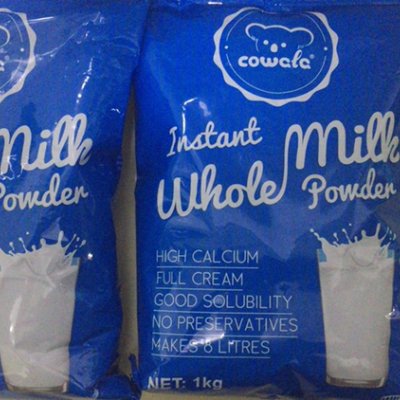 Milk
Powder
cowala
Instant
Whole Milk
Powder
HIGH CALCIUM
FULL CREAM
GOOD SOLUBILITY
NO PRESERVATIVES
MAKES 8 LITRES
NET: 1kg